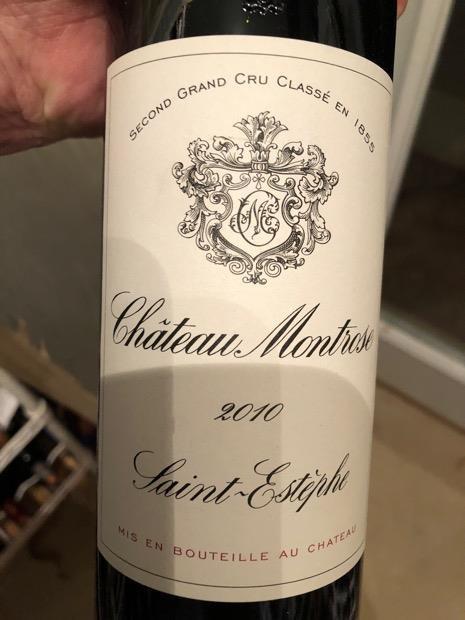 SECOND GRAND CRU CLASSÉ EN 1855
Château Montrose
2010
Saint-Estèphe
MIS EN BOUTEILLE AU CHATEAU